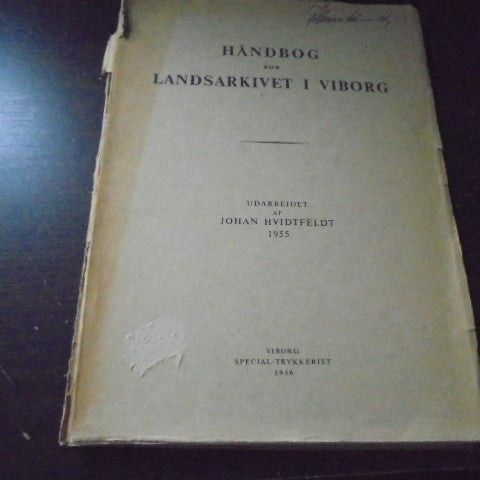 HÅNDBOG
FOR
LANDSARKIVET I VIBORG
UDARBEJDET
AF
JOHAN HVIDTFELDT
1955
VIBORG
SPECIAL-TRYKKERIET
1956